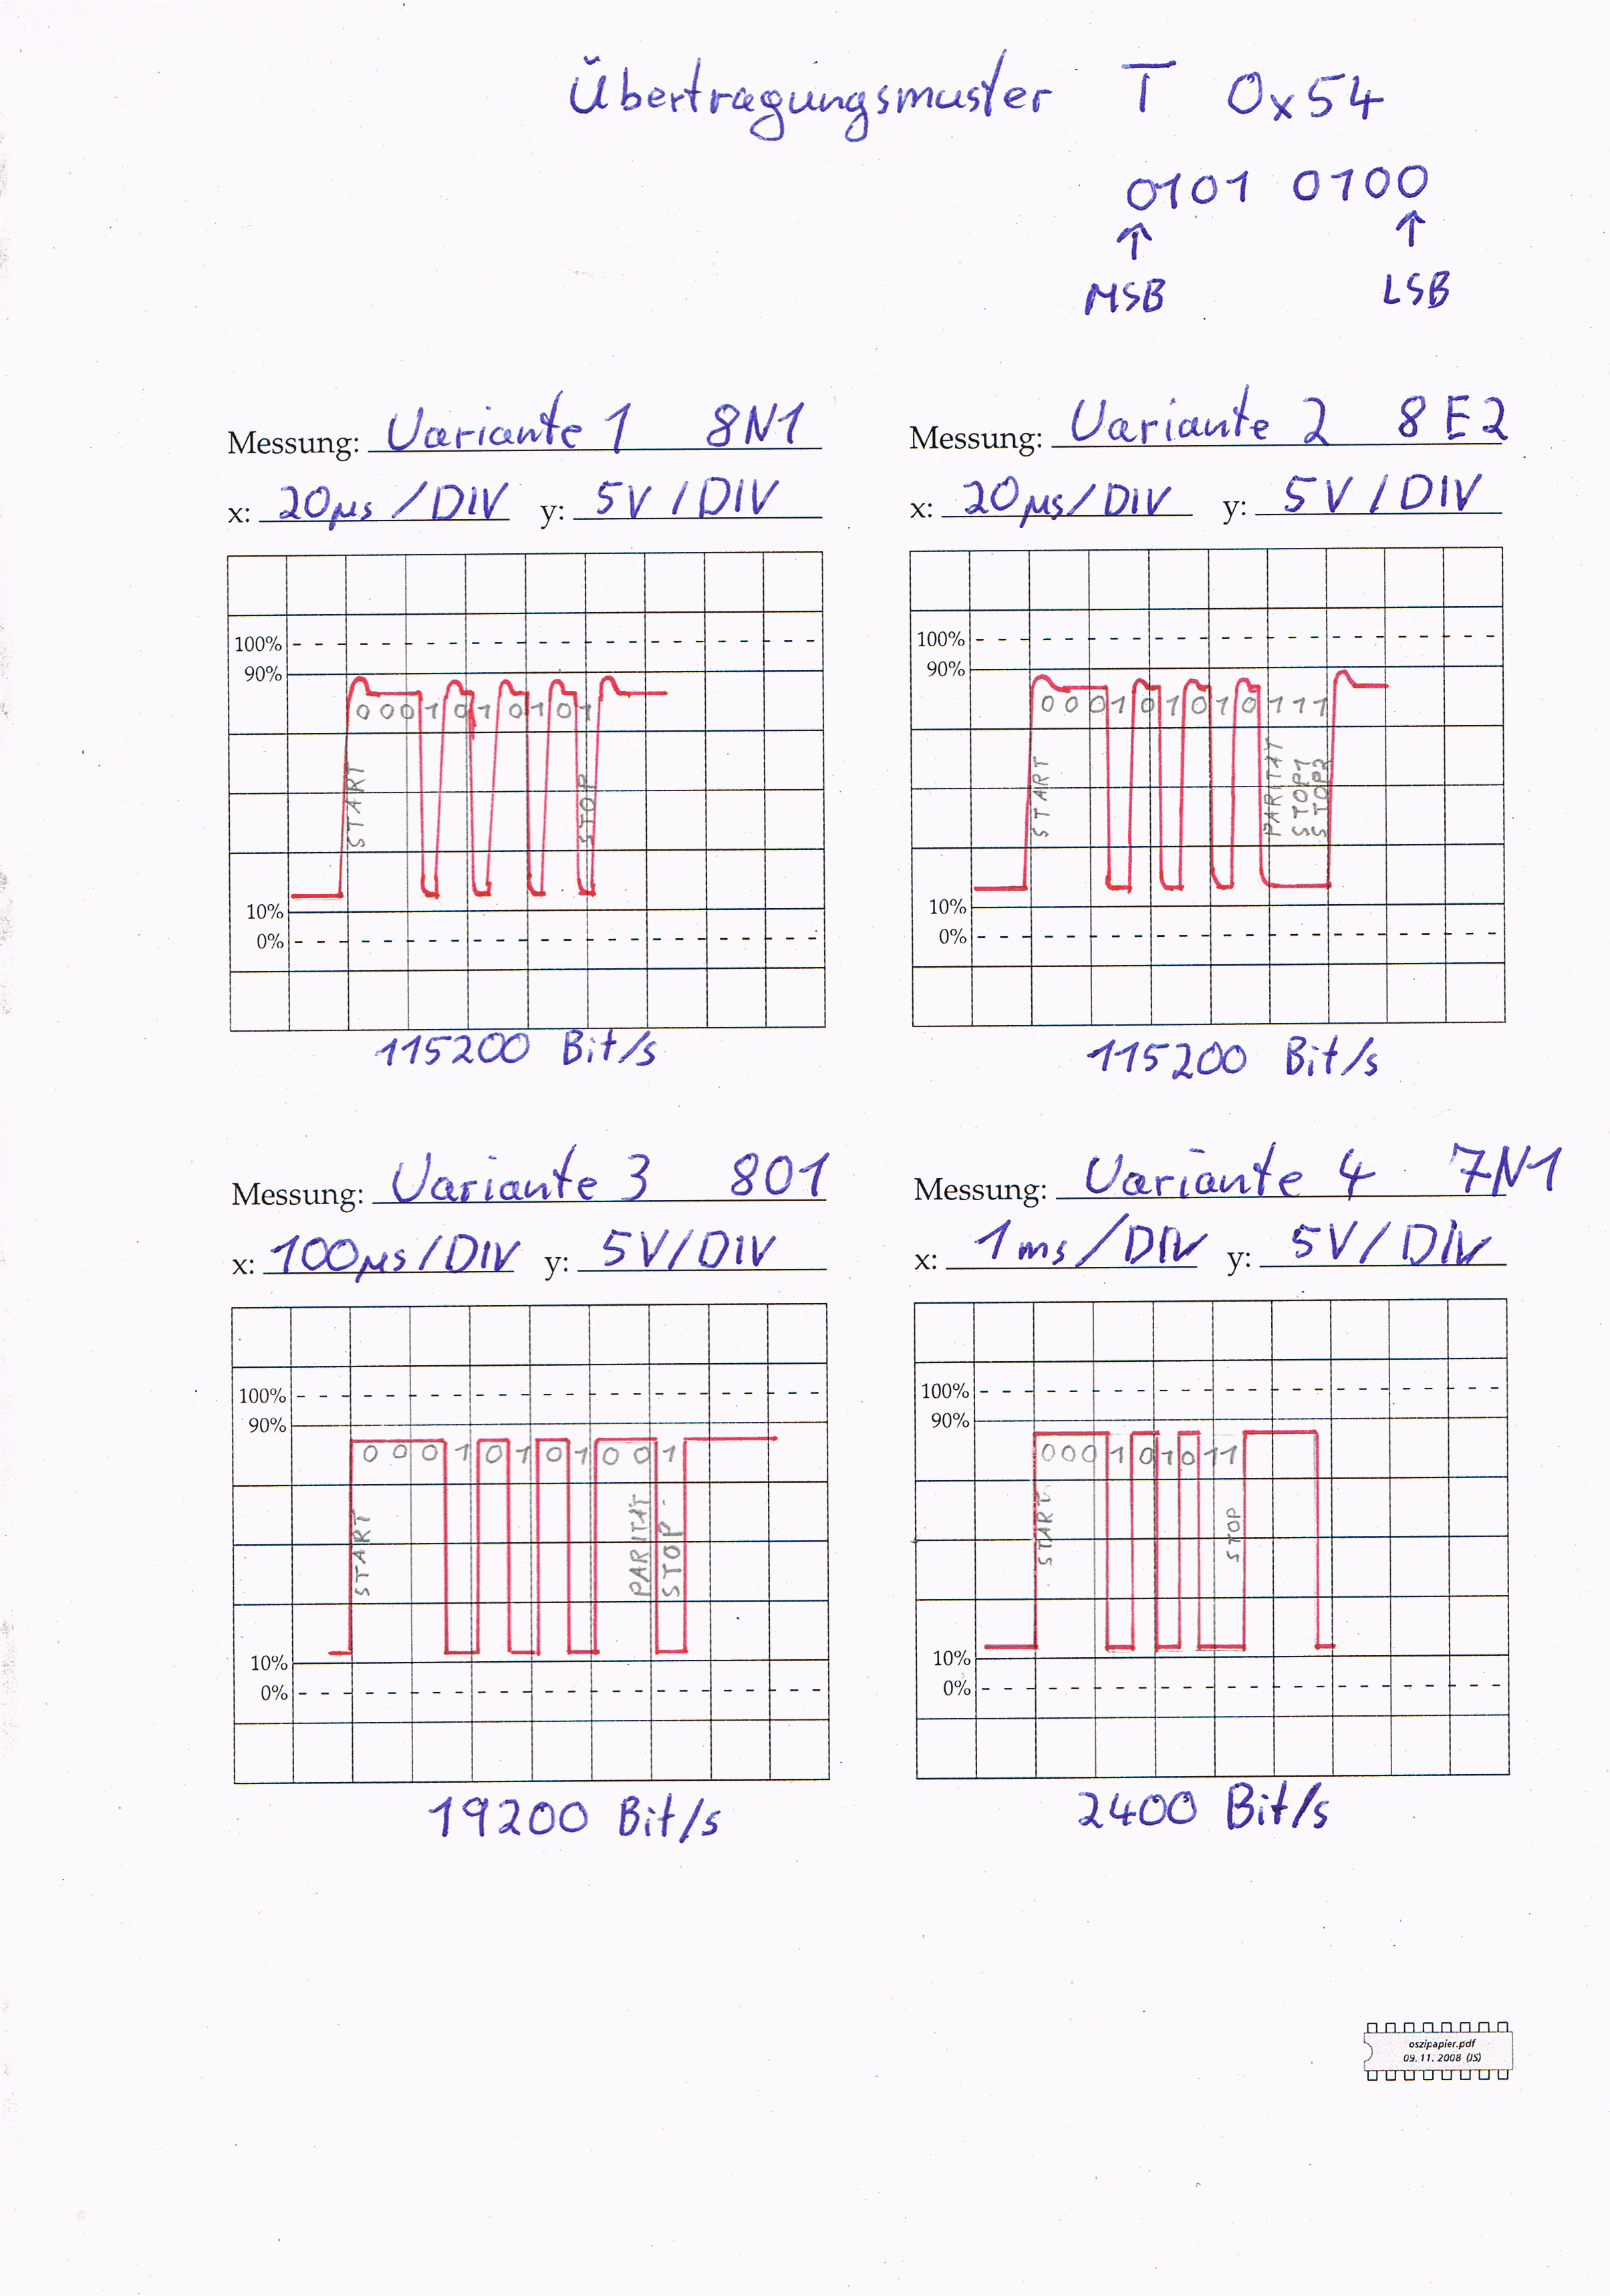 Übertragungsmuster T 0x54
0101 0100
↑ ↑
MSB LSB
Messung: Variante 1 8N1
x: 20µs/DIV y: 5V/DIV
100%
90%
0 0 0 1 0 1 0 1 0 1
START STOP
10%
0%
115200 Bit/s
Messung: Variante 2 8E2
x: 20µs/DIV y: 5V/DIV
100%
90%
0 0 0 1 0 1 0 1 0 1 1 1
START PARITÄT STOP1 STOP2
10%
0%
115200 Bit/s
Messung: Variante 3 8O1
x: 100µs/DIV y: 5V/DIV
100%
90%
0 0 0 1 0 1 0 1 0 0 1
START PARITÄT STOP
10%
0%
19200 Bit/s
Messung: Variante 4 7N1
x: 1ms/DIV y: 5V/DIV
100%
90%
0 0 0 1 0 1 0 1 1
START STOP
10%
0%
2400 Bit/s
oszipapier.pdf
09. 11. 2008 (JS)